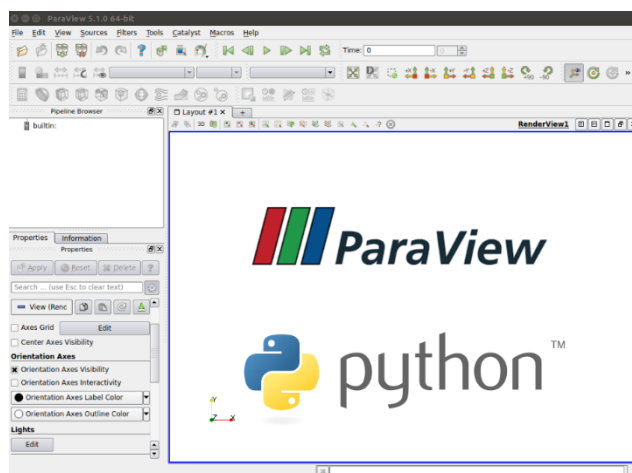 ParaView 5.1.0 64-bit
File Edit View Sources Filters Tools Catalyst Macros Help
Time: 0
Pipeline Browser
Layout #1
builtin:
RenderView1
Properties Information
Properties
Apply Reset Delete ?
Search ... (use Esc to clear text)
View (Rend
Axes Grid Edit
Center Axes Visibility
Orientation Axes
Orientation Axes Visibility
Orientation Axes Interactivity
Orientation Axes Label Color
Orientation Axes Outline Color
Lights
Edit
ParaView
python™
Y
Z X